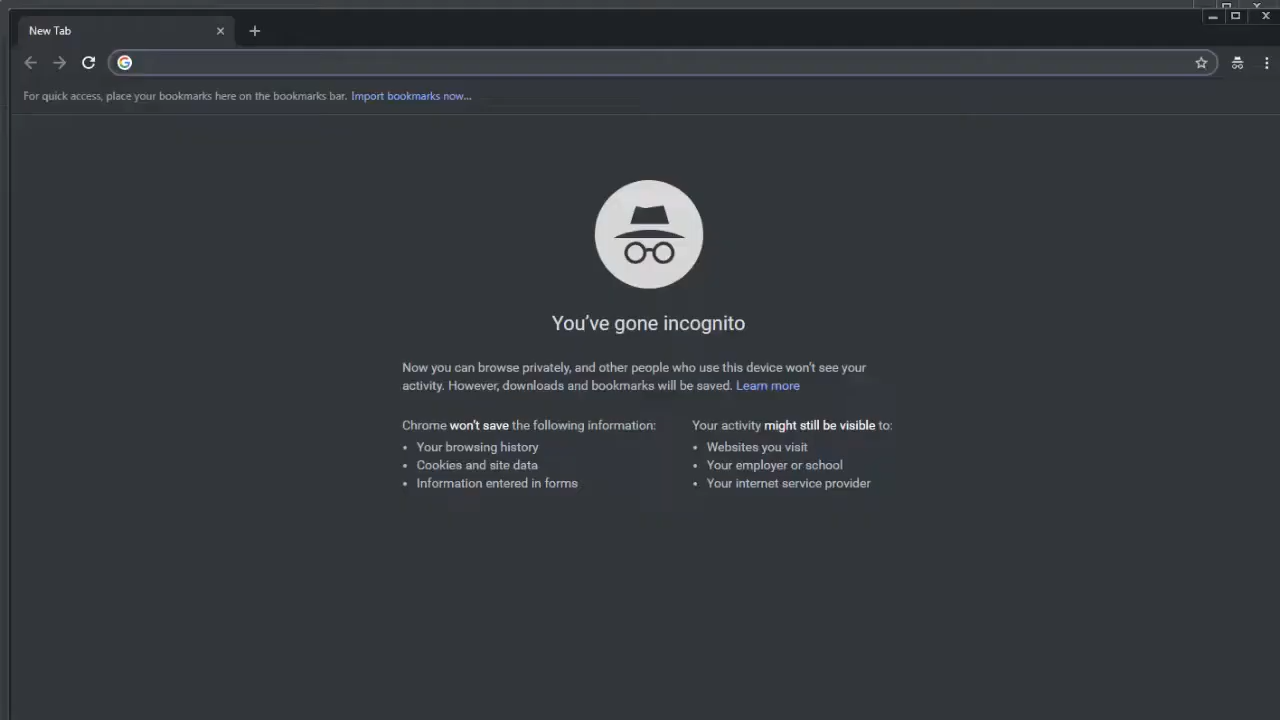 New Tab
For quick access, place your bookmarks here on the bookmarks bar. Import bookmarks now...
You've gone incognito
Now you can browse privately, and other people who use this device won't see your
activity. However, downloads and bookmarks will be saved. Learn more
Chrome won't save the following information:
• Your browsing history
• Cookies and site data
• Information entered in forms
Your activity might still be visible to:
• Websites you visit
• Your employer or school
• Your internet service provider